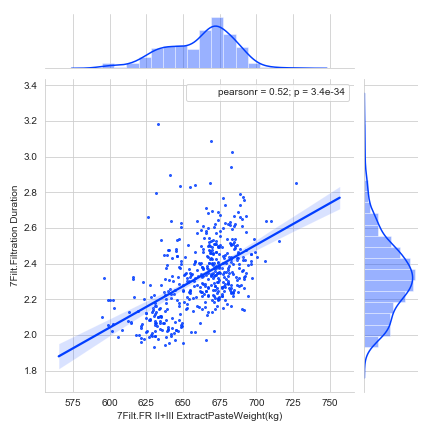 pearsonr = 0.52; p = 3.4e-34
3.4
3.2
3.0
2.8
2.6
2.4
2.2
2.0
1.8
7Filt.Filtration Duration
575 600 625 650 675 700 725 750
7Filt.FR II+III ExtractPasteWeight(kg)